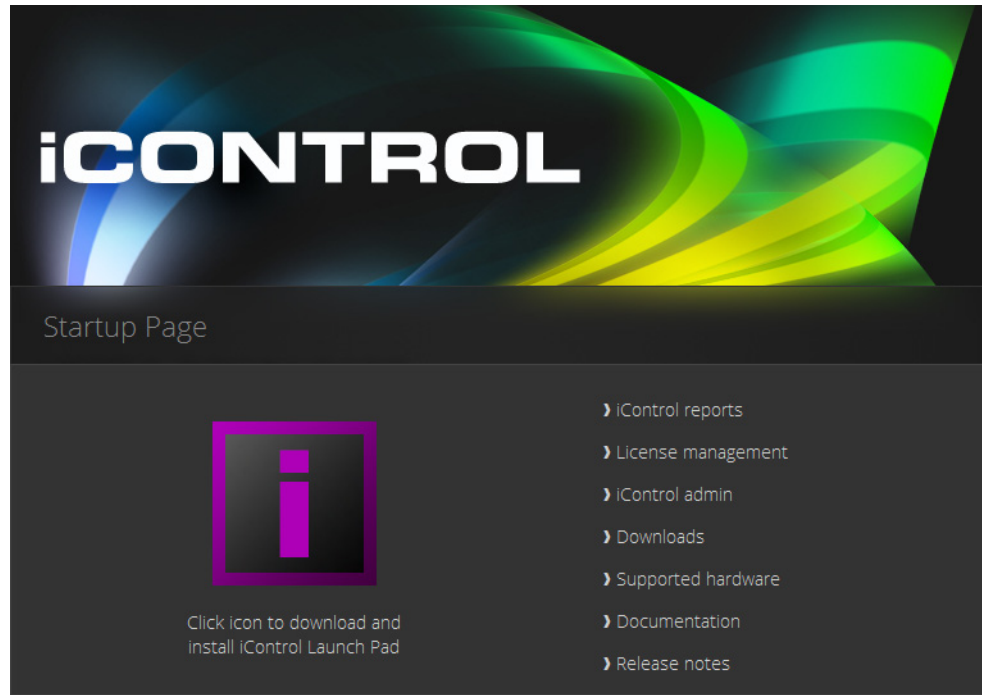 iCONTROL
Startup Page
i
Click icon to download and
install iControl Launch Pad
iControl reports
License management
iControl admin
Downloads
Supported hardware
Documentation
Release notes